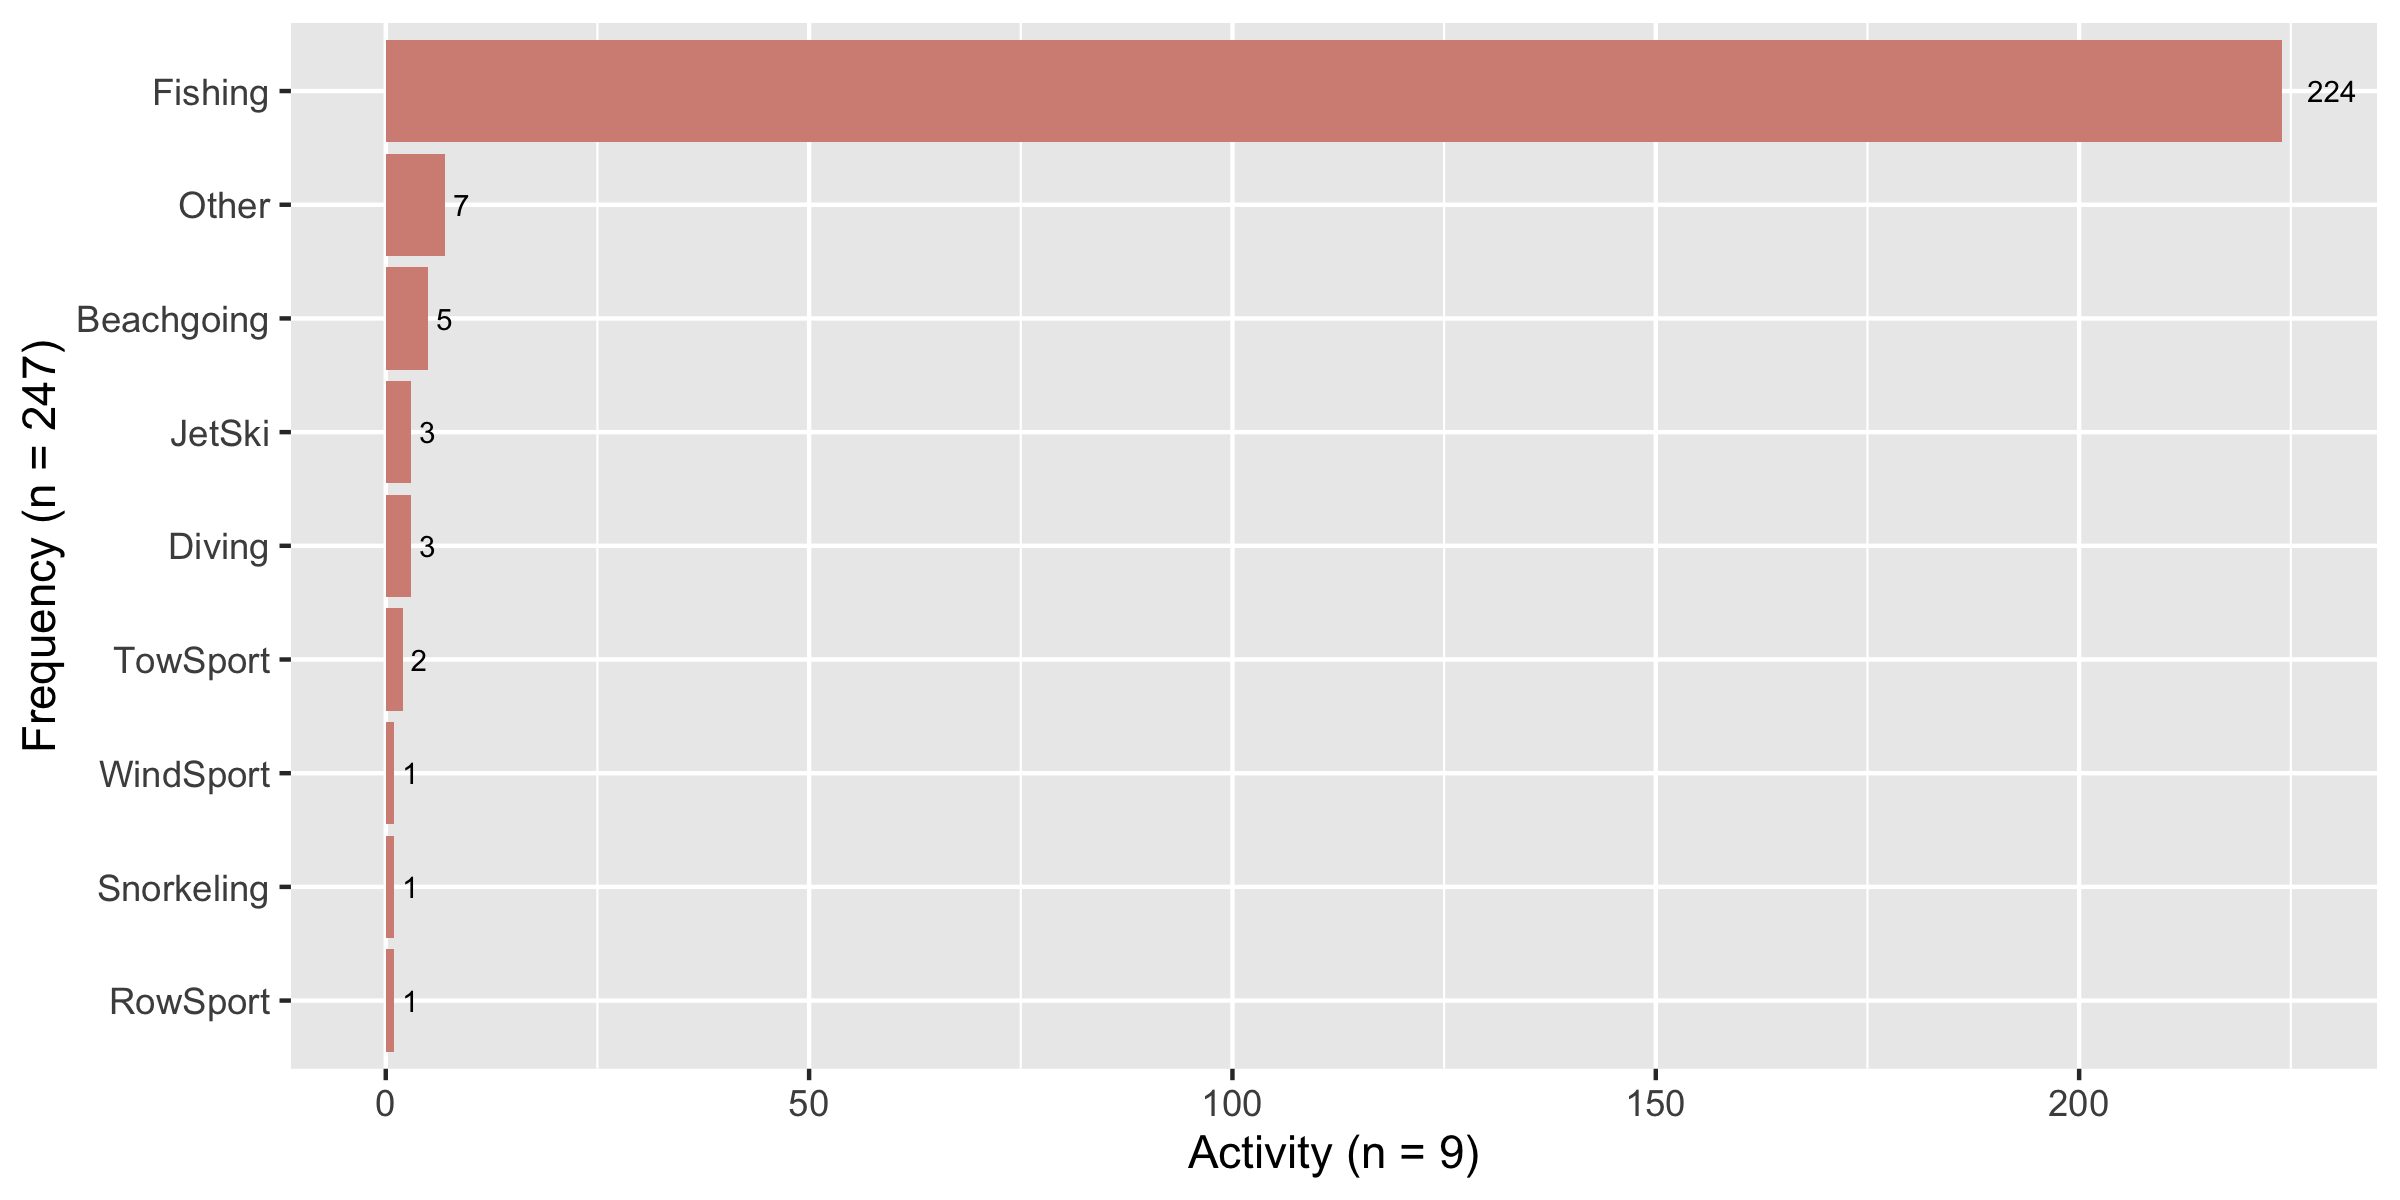 Frequency (n = 247)
Fishing 224
Other 7
Beachgoing 5
JetSki 3
Diving 3
TowSport 2
WindSport 1
Snorkeling 1
RowSport 1
0 50 100 150 200
Activity (n = 9)